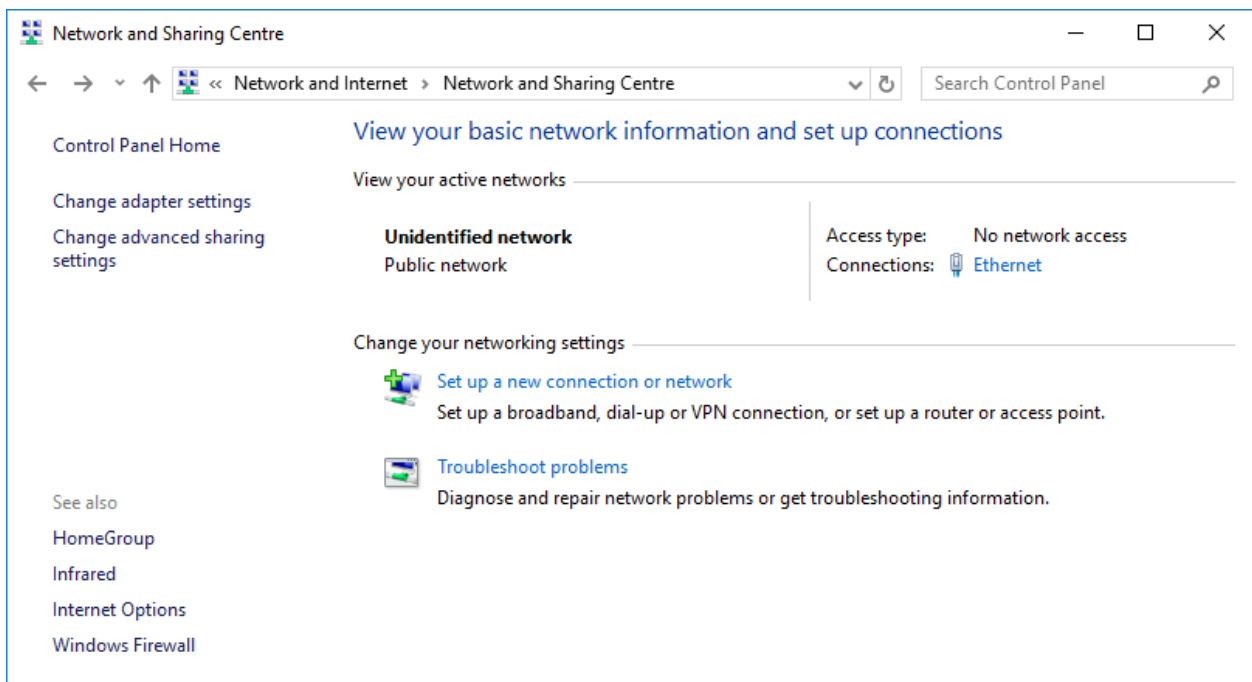 Network and Sharing Centre
« Network and Internet › Network and Sharing Centre
Search Control Panel
Control Panel Home
Change adapter settings
Change advanced sharing
settings
See also
HomeGroup
Infrared
Internet Options
Windows Firewall
View your basic network information and set up connections
View your active networks
Unidentified network
Public network
Access type: No network access
Connections: Ethernet
Change your networking settings
Set up a new connection or network
Set up a broadband, dial-up or VPN connection, or set up a router or access point.
Troubleshoot problems
Diagnose and repair network problems or get troubleshooting information.